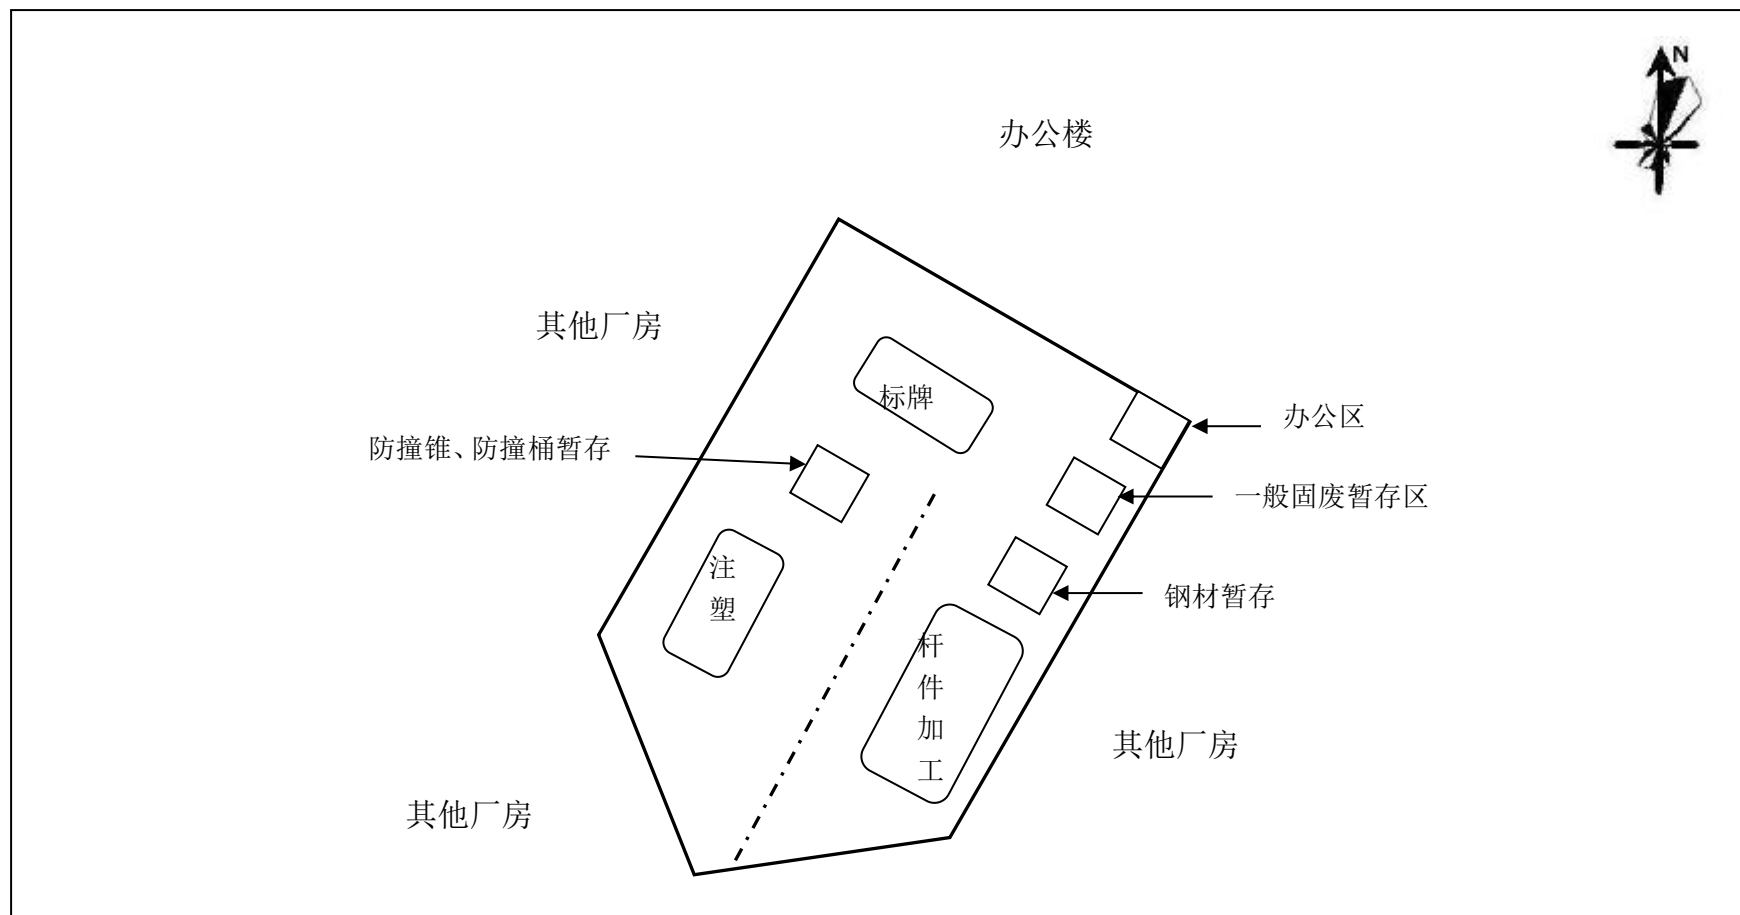 N
办公楼
其他厂房
标牌
办公区
防撞锥、防撞桶暂存
一般固废暂存区
注
塑
钢材暂存
杆
件
加
工
其他厂房
其他厂房